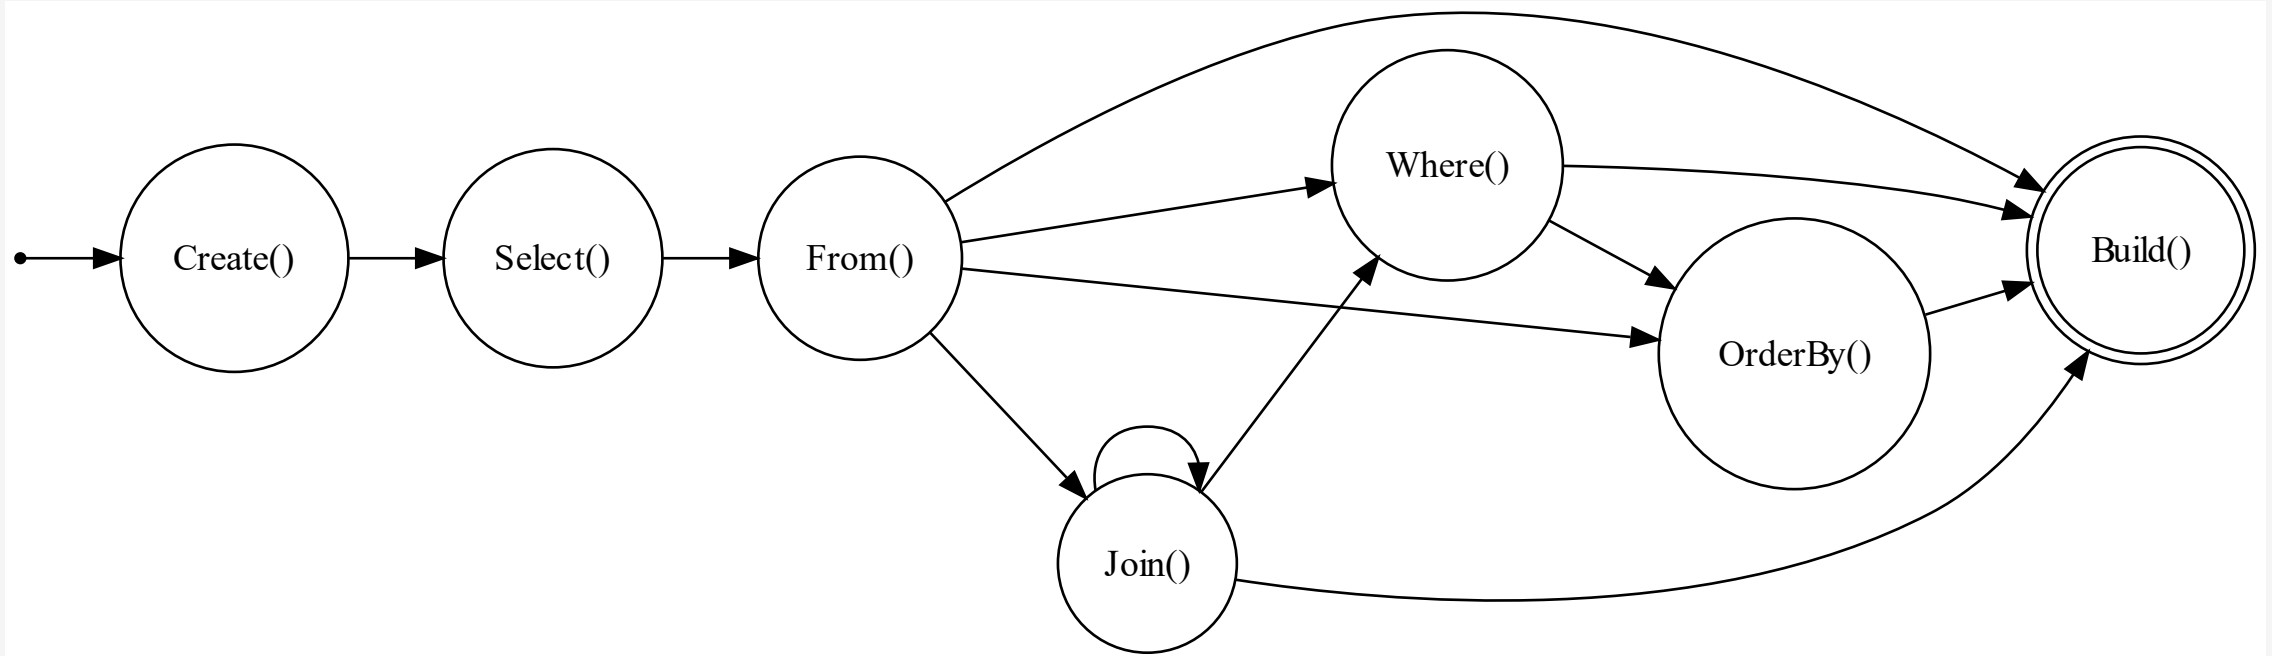 Create()
Select()
From()
Where()
OrderBy()
Join()
Build()